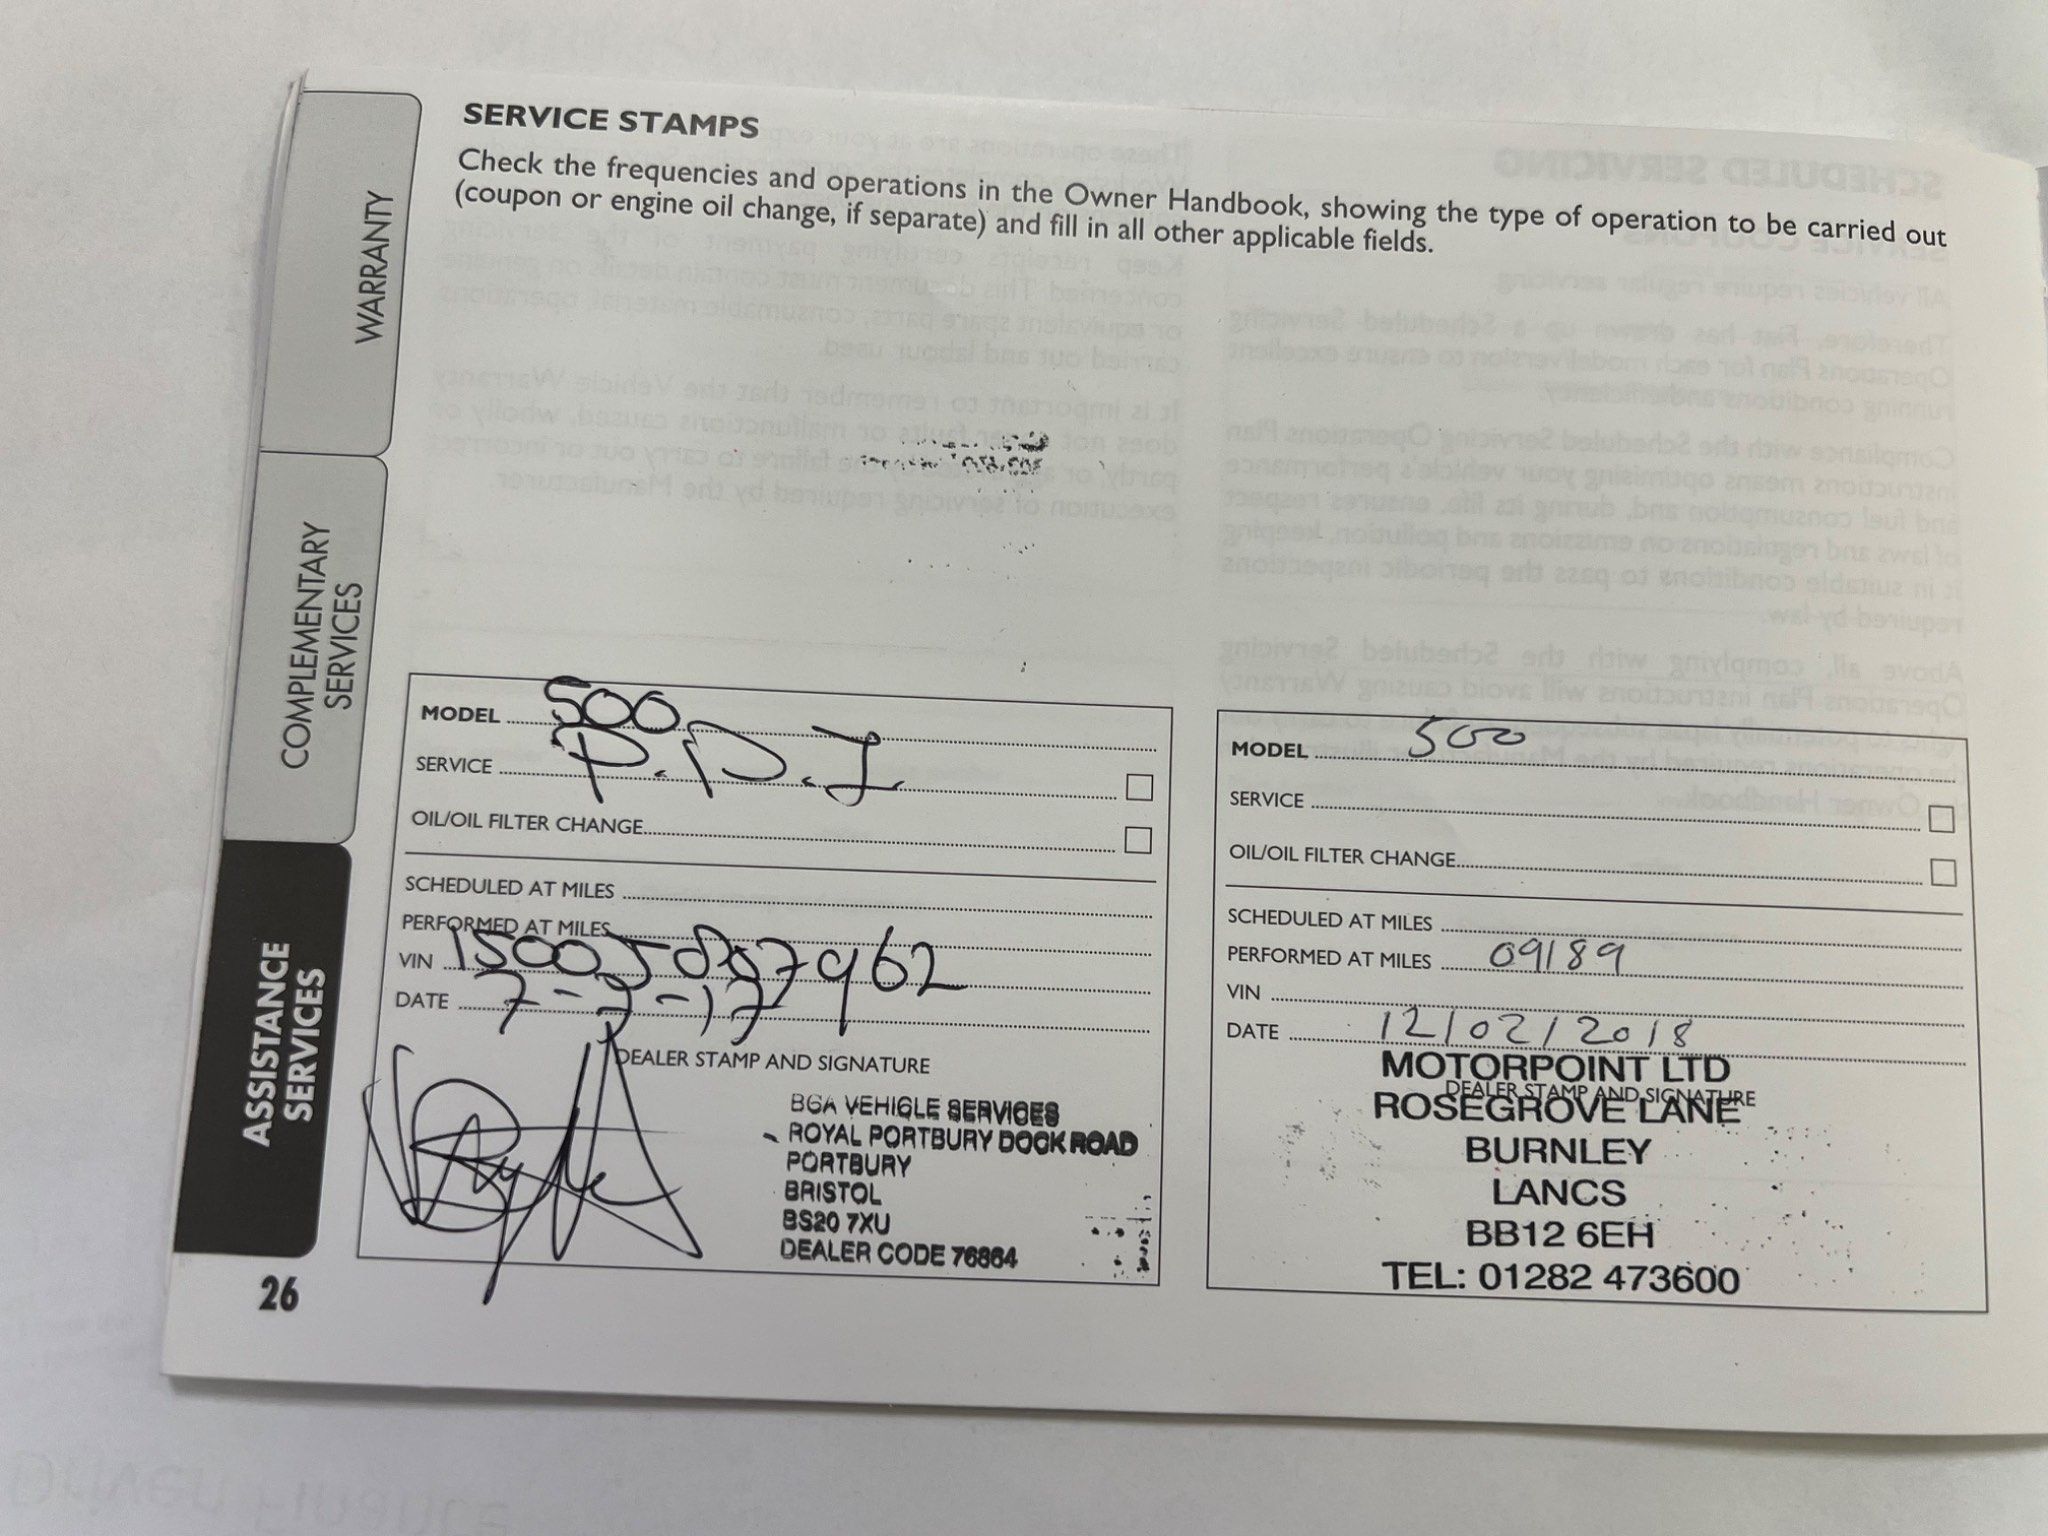 SERVICE STAMPS
Check the frequencies and operations in the Owner Handbook, showing the type of operation to be carried out
(coupon or engine oil change, if separate) and fill in all other applicable fields.
WARRANTY
COMPLEMENTARY
SERVICES
ASSISTANCE
SERVICES
26
MODEL 500
SERVICE P.D.I.
OIL/OIL FILTER CHANGE
SCHEDULED AT MILES
PERFORMED AT MILES
VIN
DATE 7-7-17
DEALER STAMP AND SIGNATURE
BGA VEHICLE SERVICES
ROYAL PORTBURY DOCK ROAD
PORTBURY
BRISTOL
BS20 7XU
DEALER CODE 76864
MODEL 500
SERVICE
OIL/OIL FILTER CHANGE
SCHEDULED AT MILES
PERFORMED AT MILES 09189
VIN
DATE 12/02/2018
MOTORPOINT LTD
DEALER STAMP AND SIGNATURE
ROSEGROVE LANE
BURNLEY
LANCS
BB12 6EH
TEL: 01282 473600